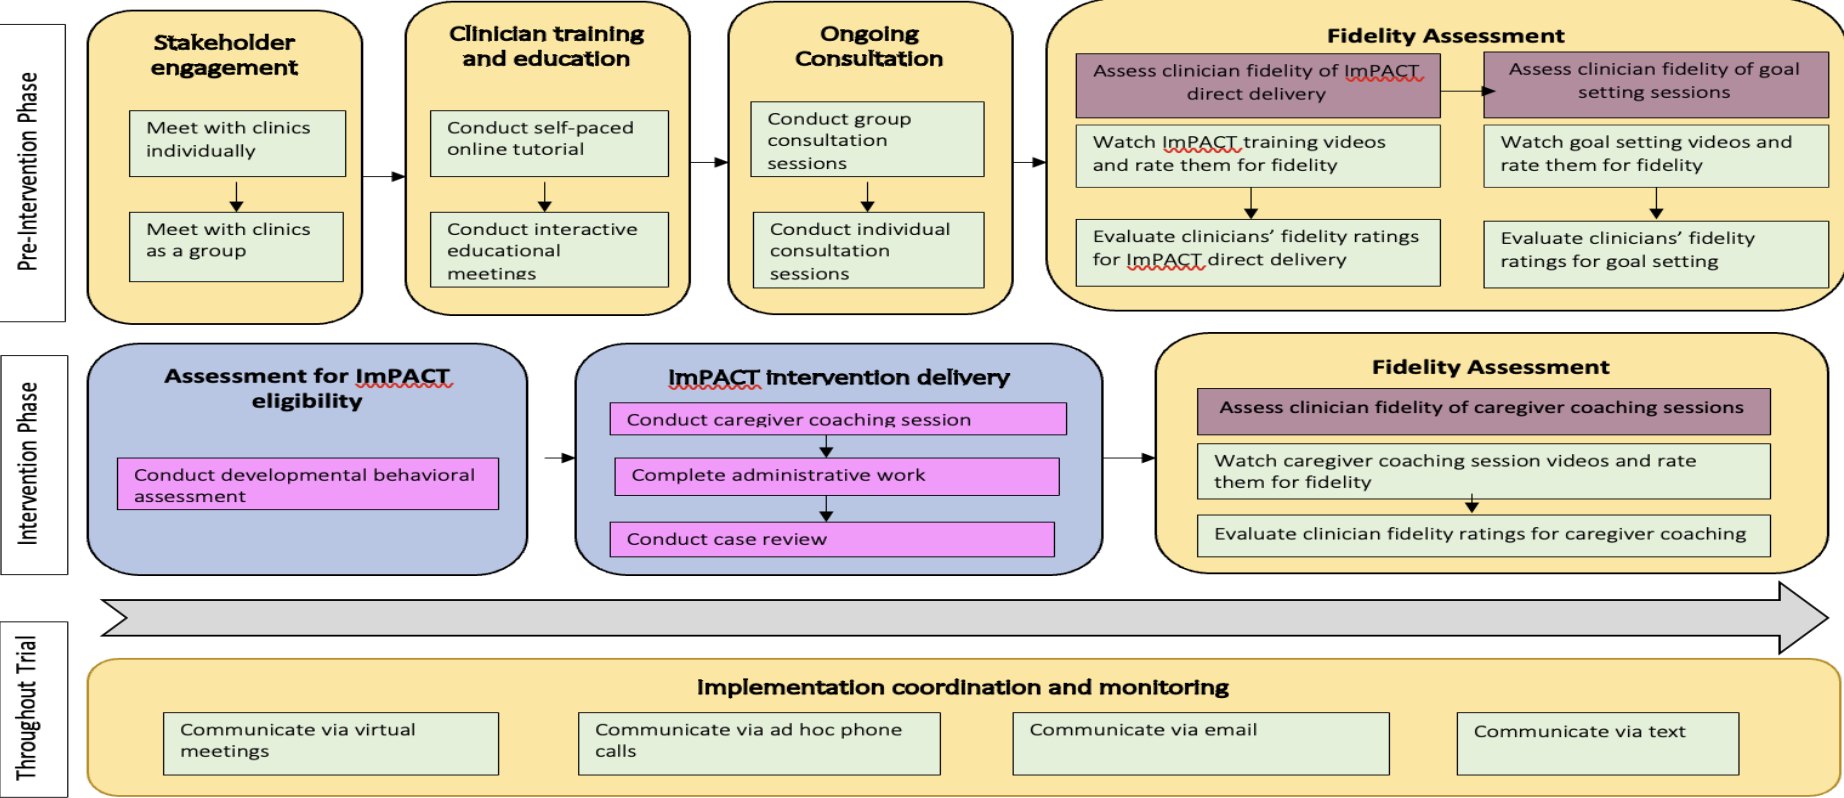 Pre-Intervention Phase
Stakeholder
engagement
Meet with clinics
individually
Meet with clinics
as a group
Clinician training
and education
Conduct self-paced
online tutorial
Conduct interactive
educational
meetings
Ongoing
Consultation
Conduct group
consultation
sessions
Conduct individual
consultation
sessions
Fidelity Assessment
Assess clinician fidelity of ImPACT
direct delivery
Watch ImPACT training videos
and rate them for fidelity
Evaluate clinicians’ fidelity ratings
for ImPACT direct delivery
Assess clinician fidelity of goal
setting sessions
Watch goal setting videos and
rate them for fidelity
Evaluate clinicians’ fidelity
ratings for goal setting
Intervention Phase
Assessment for ImPACT
eligibility
Conduct developmental behavioral
assessment
ImPACT intervention delivery
Conduct caregiver coaching session
Complete administrative work
Conduct case review
Fidelity Assessment
Assess clinician fidelity of caregiver coaching sessions
Watch caregiver coaching session videos and rate
them for fidelity
Evaluate clinician fidelity ratings for caregiver coaching
Throughout Trial
Implementation coordination and monitoring
Communicate via virtual
meetings
Communicate via ad hoc phone
calls
Communicate via email
Communicate via text